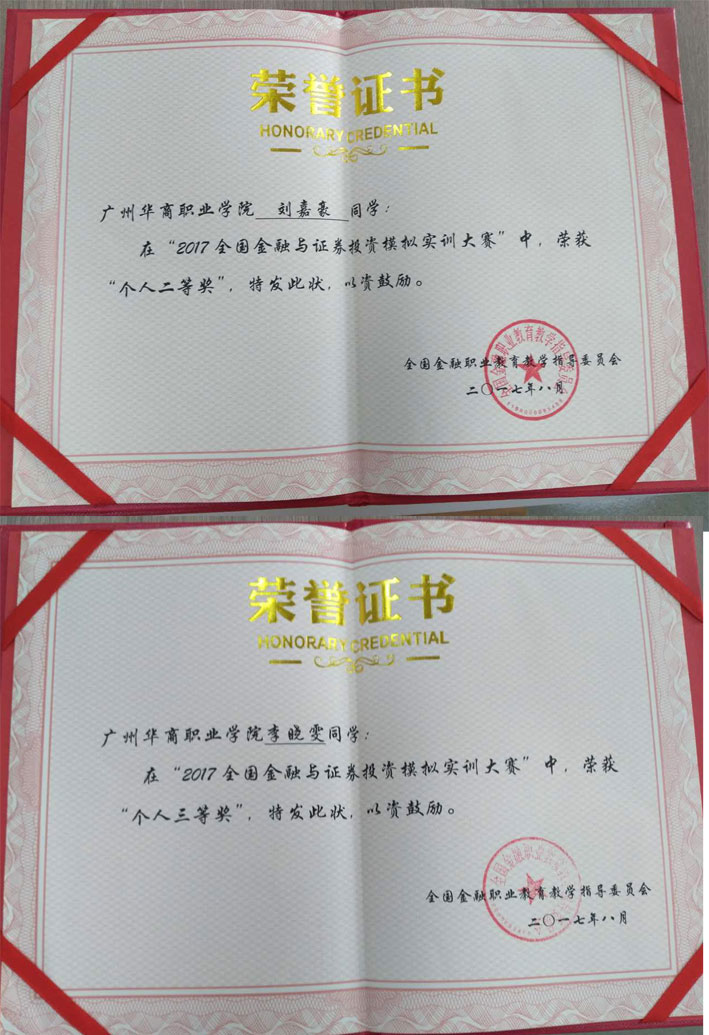 荣誉证书
HONORARY CREDENTIAL
广州华商职业学院 刘嘉豪 同学：
在“2017全国金融与证券投资模拟实训大赛”中，荣获
“个人二等奖”，特发此状，以资鼓励。
全国金融职业教育教学指导委员会
二〇一七年八月
荣誉证书
HONORARY CREDENTIAL
广州华商职业学院李晓雯同学：
在“2017全国金融与证券投资模拟实训大赛”中，荣获
“个人三等奖”，特发此状，以资鼓励。
全国金融职业教育教学指导委员会
二〇一七年八月